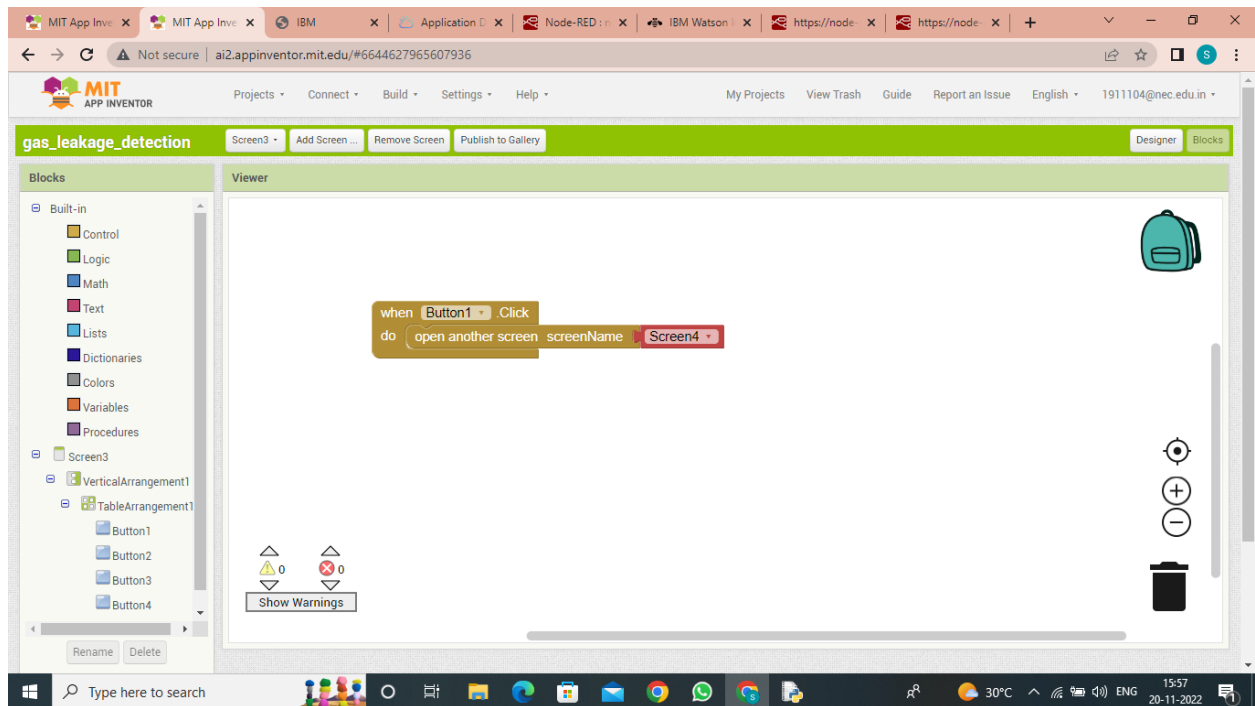 MIT App Inve
MIT App Inve
IBM
Application D
Node-RED : n
IBM Watson
https://node-
https://node-
Not secure
ai2.appinventor.mit.edu/#6644627965607936
S
MIT
APP INVENTOR
Projects
Connect
Build
Settings
Help
My Projects
View Trash
Guide
Report an Issue
English
1911104@nec.edu.in
gas_leakage_detection
Screen3
Add Screen ...
Remove Screen
Publish to Gallery
Designer
Blocks
Blocks
Viewer
Built-in
Control
Logic
Math
Text
Lists
Dictionaries
Colors
Variables
Procedures
Screen3
VerticalArrangement1
TableArrangement1
Button1
Button2
Button3
Button4
Rename
Delete
when Button1 .Click
do open another screen screenName Screen4
0
0
Show Warnings
Type here to search
30°C
ENG
15:57
20-11-2022
1